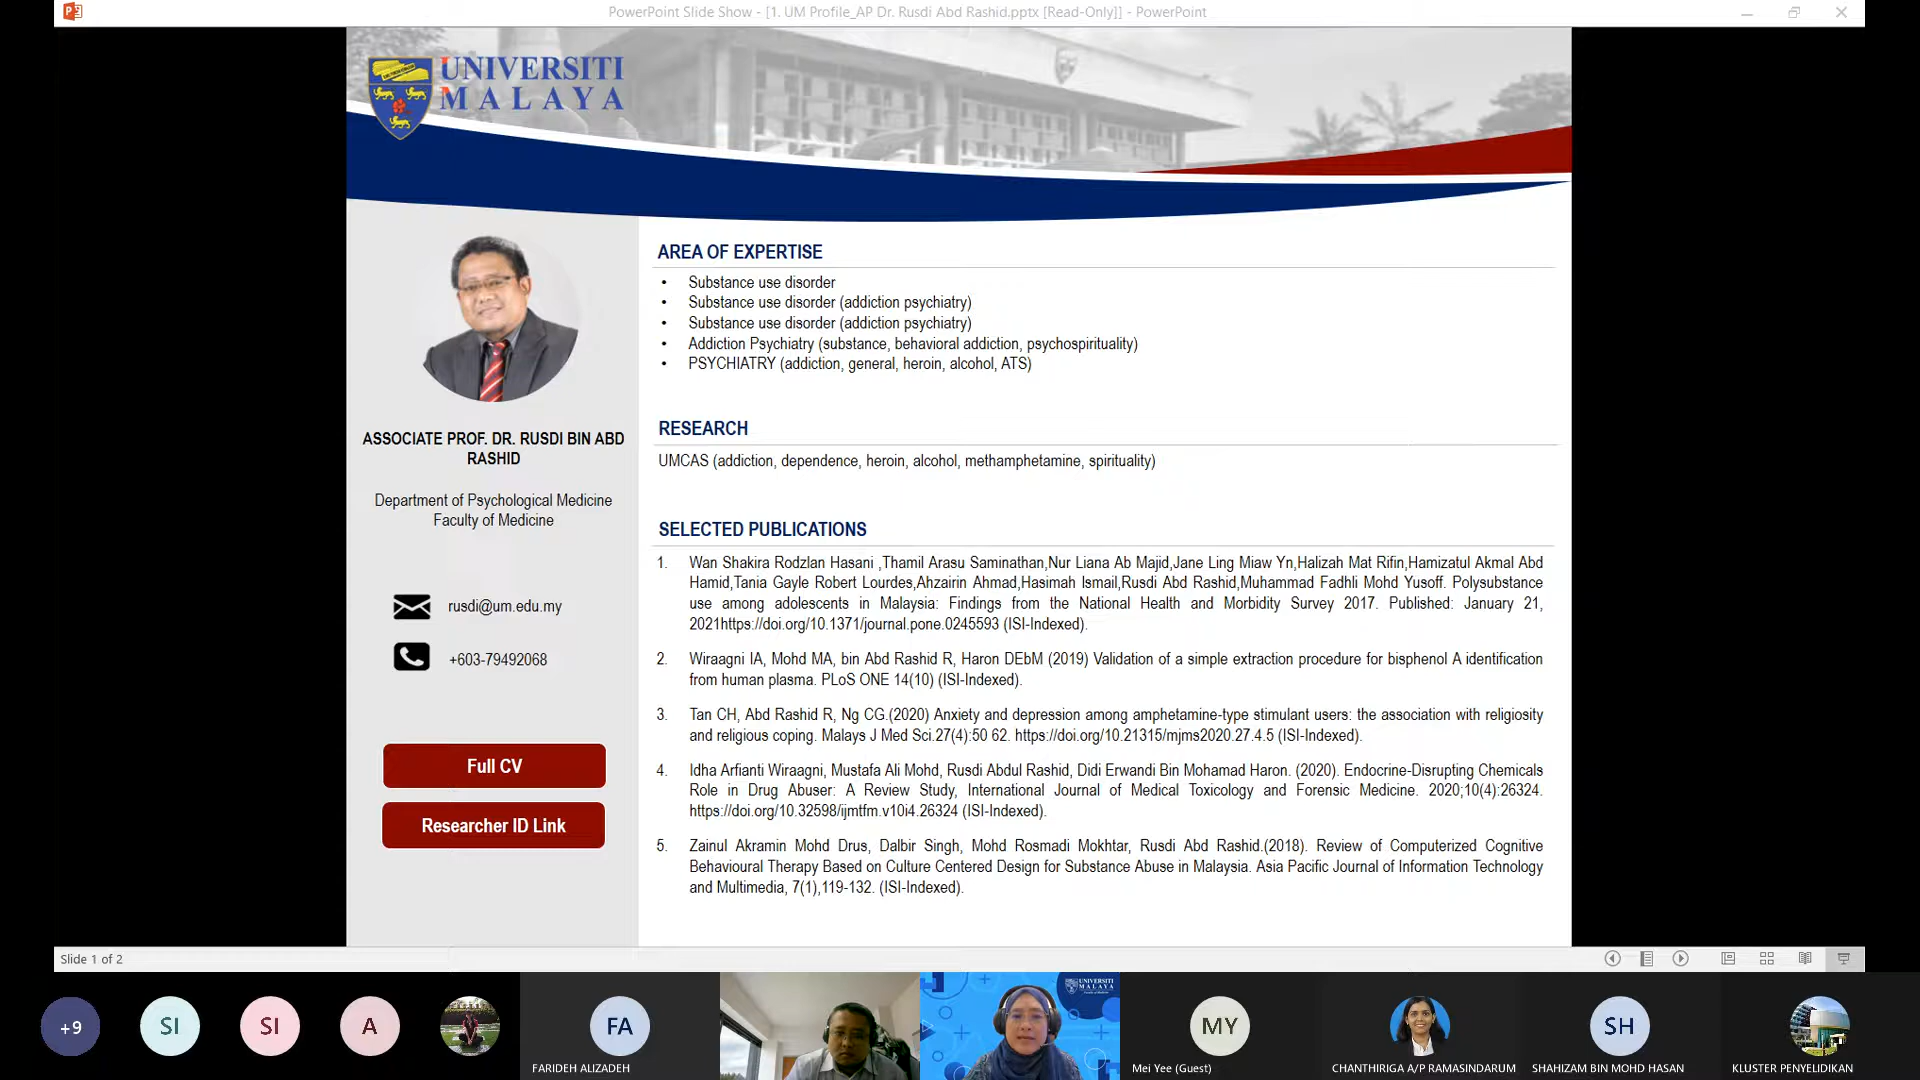 PowerPoint Slide Show - [1. UM Profile_AP Dr. Rusdi Abd Rashid.pptx [Read-Only]] - PowerPoint
UNIVERSITI
MALAYA
ASSOCIATE PROF. DR. RUSDI BIN ABD
RASHID
Department of Psychological Medicine
Faculty of Medicine
rusdi@um.edu.my
+603-79492068
Full CV
Researcher ID Link
AREA OF EXPERTISE
• Substance use disorder
• Substance use disorder (addiction psychiatry)
• Substance use disorder (addiction psychiatry)
• Addiction Psychiatry (substance, behavioral addiction, psychospirituality)
• PSYCHIATRY (addiction, general, heroin, alcohol, ATS)
RESEARCH
UMCAS (addiction, dependence, heroin, alcohol, methamphetamine, spirituality)
SELECTED PUBLICATIONS
1. Wan Shakira Rodzlan Hasani ,Thamil Arasu Saminathan,Nur Liana Ab Majid,Jane Ling Miaw Yn,Halizah Mat Rifin,Hamizatul Akmal Abd
Hamid,Tania Gayle Robert Lourdes,Ahzairin Ahmad,Hasimah Ismail,Rusdi Abd Rashid,Muhammad Fadhli Mohd Yusoff. Polysubstance
use among adolescents in Malaysia: Findings from the National Health and Morbidity Survey 2017. Published: January 21,
2021https://doi.org/10.1371/journal.pone.0245593 (ISI-Indexed).
2. Wiraagni IA, Mohd MA, bin Abd Rashid R, Haron DEbM (2019) Validation of a simple extraction procedure for bisphenol A identification
from human plasma. PLoS ONE 14(10) (ISI-Indexed).
3. Tan CH, Abd Rashid R, Ng CG.(2020) Anxiety and depression among amphetamine-type stimulant users: the association with religiosity
and religious coping. Malays J Med Sci.27(4):50 62. https://doi.org/10.21315/mjms2020.27.4.5 (ISI-Indexed).
4. Idha Arfianti Wiraagni, Mustafa Ali Mohd, Rusdi Abdul Rashid, Didi Erwandi Bin Mohamad Haron. (2020). Endocrine-Disrupting Chemicals
Role in Drug Abuser: A Review Study, International Journal of Medical Toxicology and Forensic Medicine. 2020;10(4):26324.
https://doi.org/10.32598/ijmtfm.v10i4.26324 (ISI-Indexed).
5. Zainul Akramin Mohd Drus, Dalbir Singh, Mohd Rosmadi Mokhtar, Rusdi Abd Rashid.(2018). Review of Computerized Cognitive
Behavioural Therapy Based on Culture Centered Design for Substance Abuse in Malaysia. Asia Pacific Journal of Information Technology
and Multimedia, 7(1),119-132. (ISI-Indexed).
Slide 1 of 2
+9
SI
SI
A
FA
FARIDEH ALIZADEH
UNIVERSITI
MALAYA
MY
Mei Yee (Guest)
CHANTHIRIGA A/P RAMASINDARUM
SH
SHAHIZAM BIN MOHD HASAN
KLUSTER PENYELIDIKAN